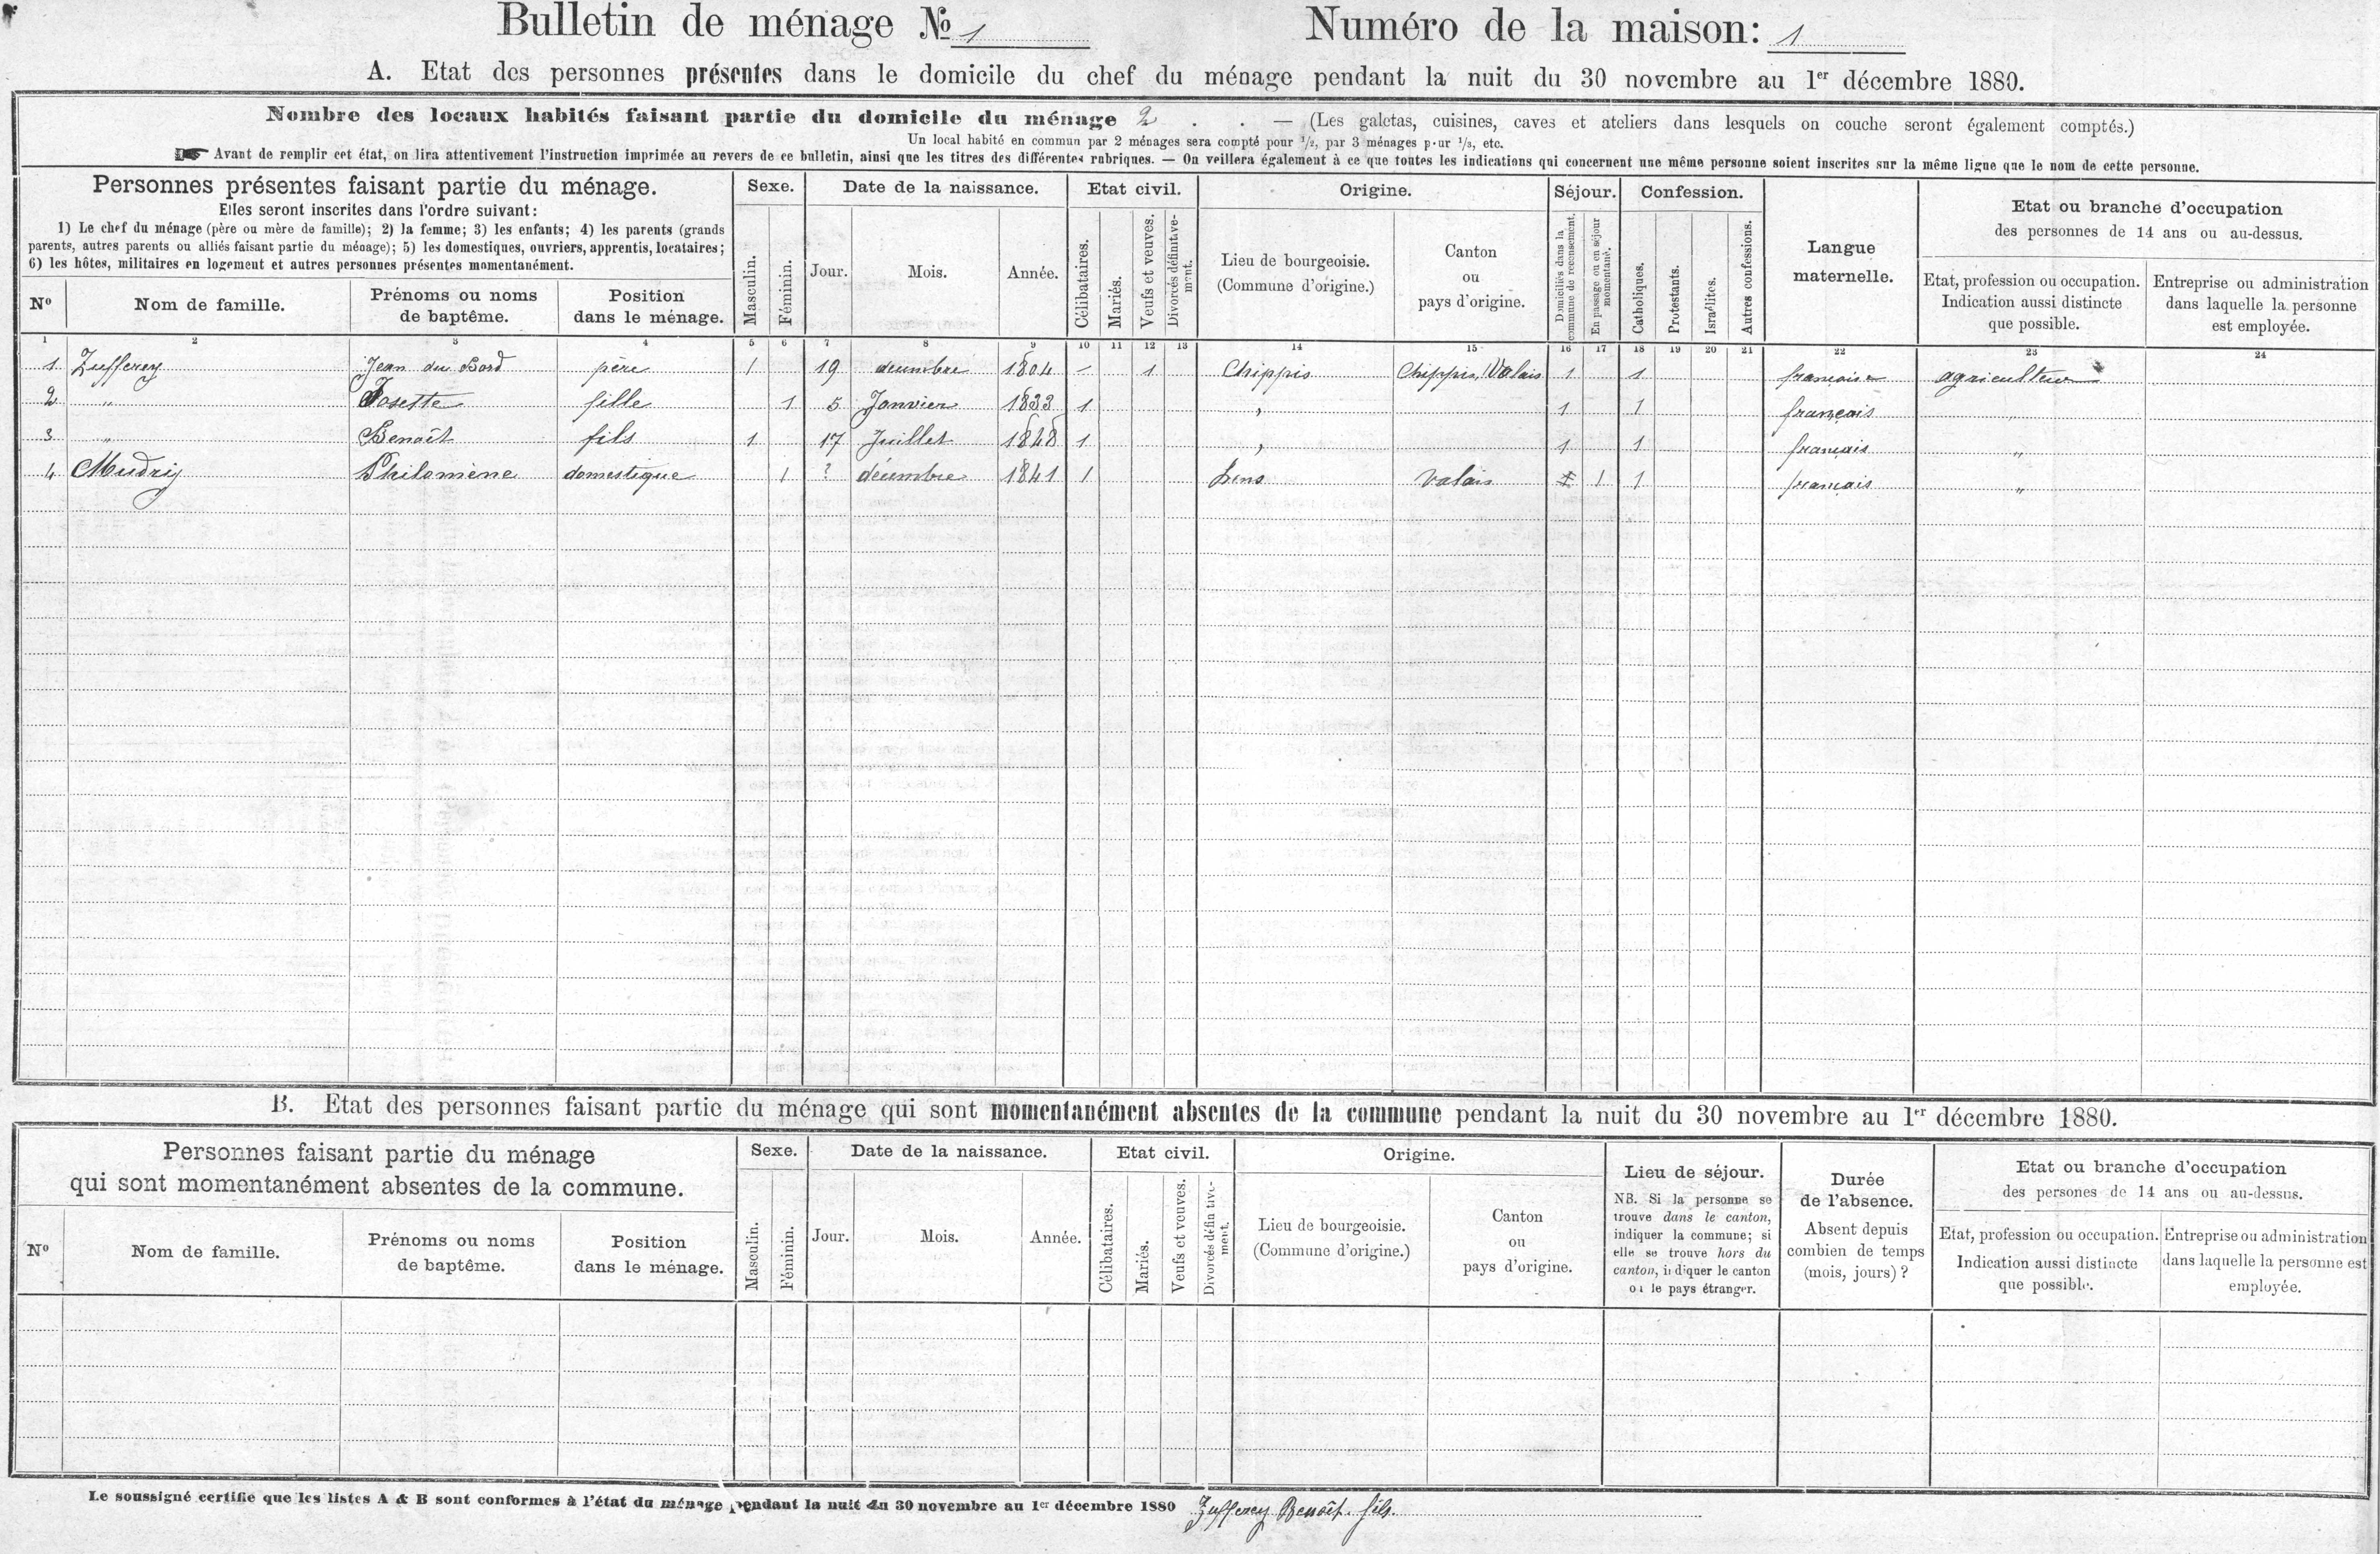 Bulletin de ménage № 1 Numéro de la maison: 1
A. Etat des personnes présentes dans le domicile du chef du ménage pendant la nuit du 30 novembre au 1er décembre 1880.
Nombre des locaux habités faisant partie du domicile du ménage 2 . . — (Les galetas, cuisines, caves et ateliers dans lesquels on couche seront également comptés.)
Un local habité en commun par 2 ménages sera compté pour 1/2, par 3 ménages pour 1/3, etc.
☛ Avant de remplir cet état, on lira attentivement l'instruction imprimée au revers de ce bulletin, ainsi que les titres des différentes rubriques. — On veillera également à ce que toutes les indications qui concernent une même personne soient inscrites sur la même ligne que le nom de cette personne.
Personnes présentes faisant partie du ménage.
Elles seront inscrites dans l'ordre suivant:
1) Le chef du ménage (père ou mère de famille); 2) la femme; 3) les enfants; 4) les parents (grands
parents, autres parents ou alliés faisant partie du ménage); 5) les domestiques, ouvriers, apprentis, locataires;
6) les hôtes, militaires en logement et autres personnes présentes momentanément.
No
Nom de famille.
Prénoms ou noms
de baptême.
Position
dans le ménage.
Sexe.
Masculin.
Féminin.
Date de la naissance.
Jour.
Mois.
Année.
Etat civil.
Célibataires.
Mariés.
Veufs et veuves.
Divorcés définitive-
ment.
Origine.
Lieu de bourgeoisie.
(Commune d'origine.)
Canton
ou
pays d'origine.
Séjour.
Domiciliés dans la
commune de recensement.
En passage ou en séjour
momentané.
Confession.
Catholiques.
Protestants.
Israélites.
Autres confessions.
Langue
maternelle.
Etat ou branche d'occupation
des personnes de 14 ans ou au-dessus.
Etat, profession ou occupation.
Indication aussi distincte
que possible.
Entreprise ou administration
dans laquelle la personne
est employée.
1 2 3 4 5 6 7 8 9 10 11 12 13 14 15 16 17 18 19 20 21 22 23 24
1 Zufferey Jean du Bord père 1 19 décembre 1804 - 1 Chippis Chippis, Valais 1 1 française agriculteur
2 " Josette fille 1 5 Janvier 1833 1 , 1 1 français "
3 " Benoît fils 1 17 Juillet 1848 1 , 1 1 français "
4 Mudry Philomène domestique 1 ? décembre 1841 1 Lens Valais 1 1 1 français "
B. Etat des personnes faisant partie du ménage qui sont momentanément absentes de la commune pendant la nuit du 30 novembre au 1er décembre 1880.
Personnes faisant partie du ménage
qui sont momentanément absentes de la commune.
No
Nom de famille.
Prénoms ou noms
de baptême.
Position
dans le ménage.
Sexe.
Masculin.
Féminin.
Date de la naissance.
Jour.
Mois.
Année.
Etat civil.
Célibataires.
Mariés.
Veufs et veuves.
Divorcés définitive-
ment.
Origine.
Lieu de bourgeoisie.
(Commune d'origine.)
Canton
ou
pays d'origine.
Lieu de séjour.
NB. Si la personne se
trouve dans le canton,
indiquer la commune; si
elle se trouve hors du
canton, indiquer le canton
ou le pays étranger.
Durée
de l'absence.
Absent depuis
combien de temps
(mois, jours)?
Etat ou branche d'occupation
des persones de 14 ans ou au-dessus.
Etat, profession ou occupation.
Indication aussi distincte
que possible.
Entreprise ou administration
dans laquelle la personne est
employée.
Le soussigné certifie que les listes A & B sont conformes à l'état du ménage pendant la nuit du 30 novembre au 1er décembre 1880 Zufferey Benoît. fils.